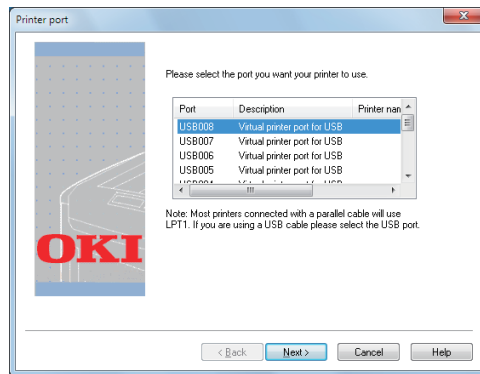 Printer port
Please select the port you want your printer to use.
Port Description Printer nan
USB008 Virtual printer port for USB
USB007 Virtual printer port for USB
USB006 Virtual printer port for USB
USB005 Virtual printer port for USB
Note: Most printers connected with a parallel cable will use
LPT1. If you are using a USB cable please select the USB port.
OKI
< Back Next > Cancel Help